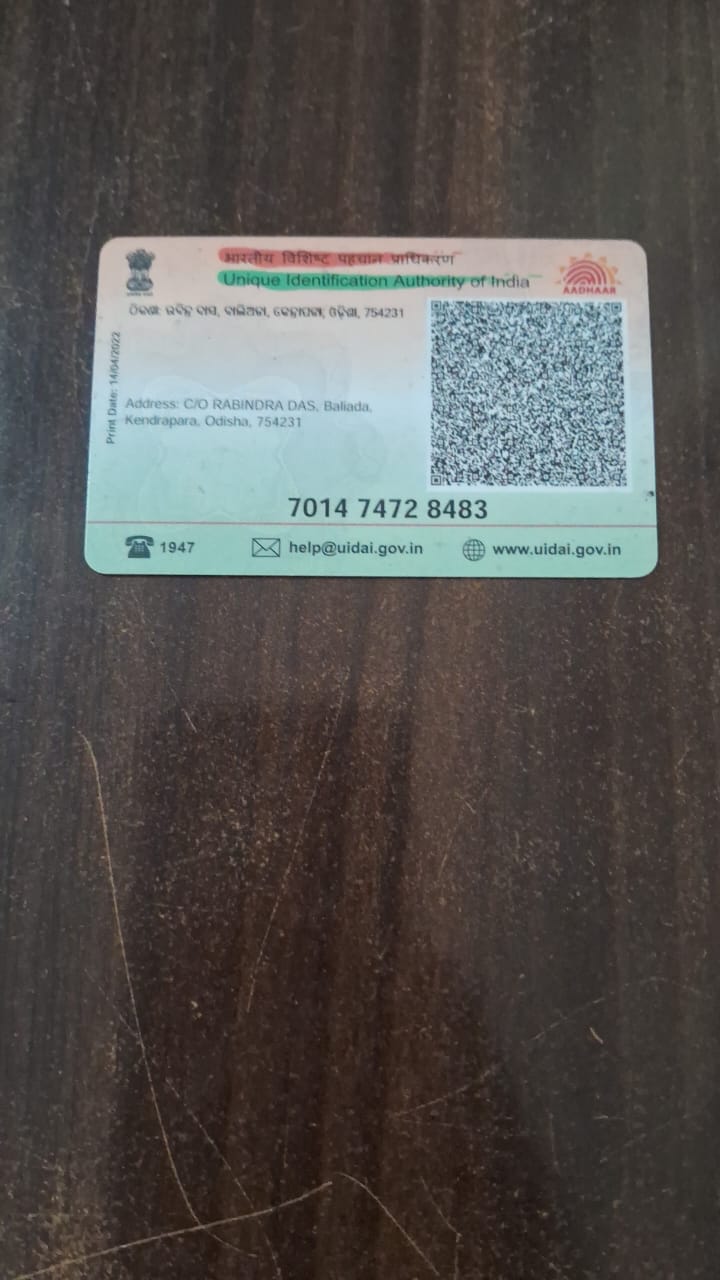 भारतीय विशिष्ट पहचान प्राधिकरण
Unique Identification Authority of India
AADHAAR
ଠିକଣା: ରବିନ୍ଦ୍ର ଦାସ, ବାଲିଅଡା, କେନ୍ଦ୍ରାପଡା, ଓଡ଼ିଶା, 754231
Print Date: 14/04/2022
Address: C/O RABINDRA DAS, Baliada,
Kendrapara, Odisha, 754231
7014 7472 8483
1947 help@uidai.gov.in www.uidai.gov.in